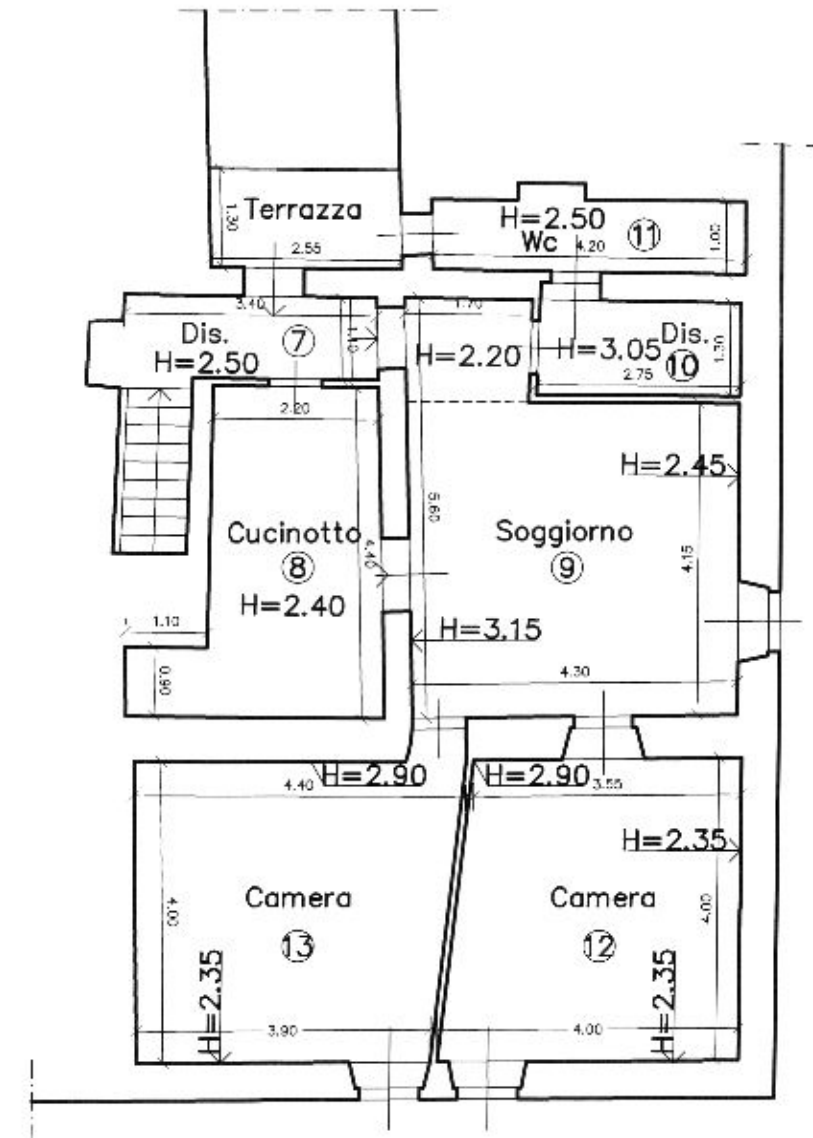 Terrazza
1.30
2.55
H=2.50
Wc
11
4.20
1.00
3.40
Dis.
7
H=2.50
1.10
1.70
H=2.20
H=3.05
Dis.
10
2.75
1.30
2.20
H=2.45
Cucinotto
8
H=2.40
4.40
5.60
Soggiorno
9
4.15
1.10
H=3.15
0.90
4.30
H=2.90
4.40
H=2.90
3.55
H=2.35
4.00
Camera
13
Camera
12
4.00
H=2.35
H=2.35
3.90
4.00